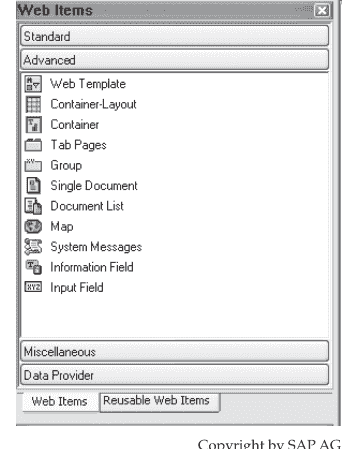 Web Items
Standard
Advanced
Web Template
Container-Layout
Container
Tab Pages
Group
Single Document
Document List
Map
System Messages
Information Field
Input Field
Miscellaneous
Data Provider
Web Items Reusable Web Items
Copyright by SAP AG